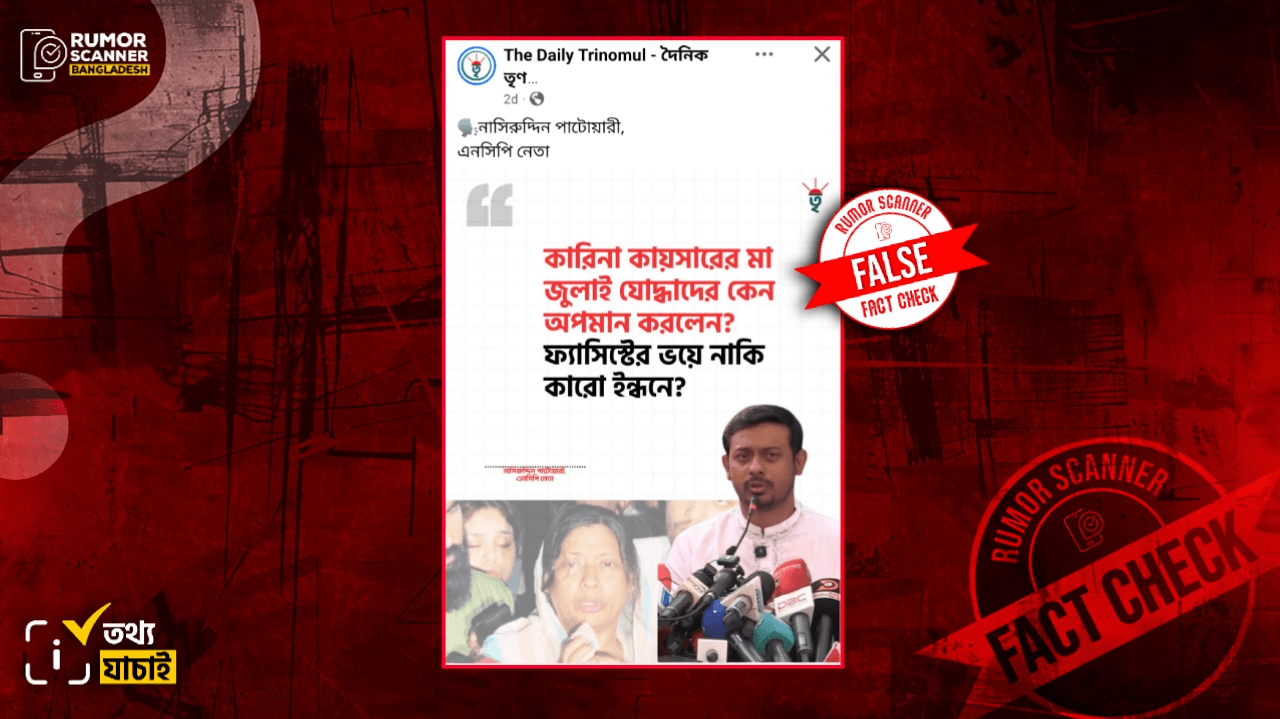 RUMOR
SCANNER
BANGLADESH
The Daily Trinomul - দৈনিক
তৃণ...
2d
🗣️নাসিরুদ্দিন পাটোয়ারী,
এনসিপি নেতা
তৃ
কারিনা কায়সারের মা
জুলাই যোদ্ধাদের কেন
অপমান করলেন?
ফ্যাসিস্টের ভয়ে নাকি
কারো ইন্ধনে?
নাসিরুদ্দিন পাটোয়ারী,
এনসিপি নেতা
RUMOR SCANNER
FALSE
FACT CHECK
RUMOR SCANNER
FACT CHECK
তথ্য
যাচাই